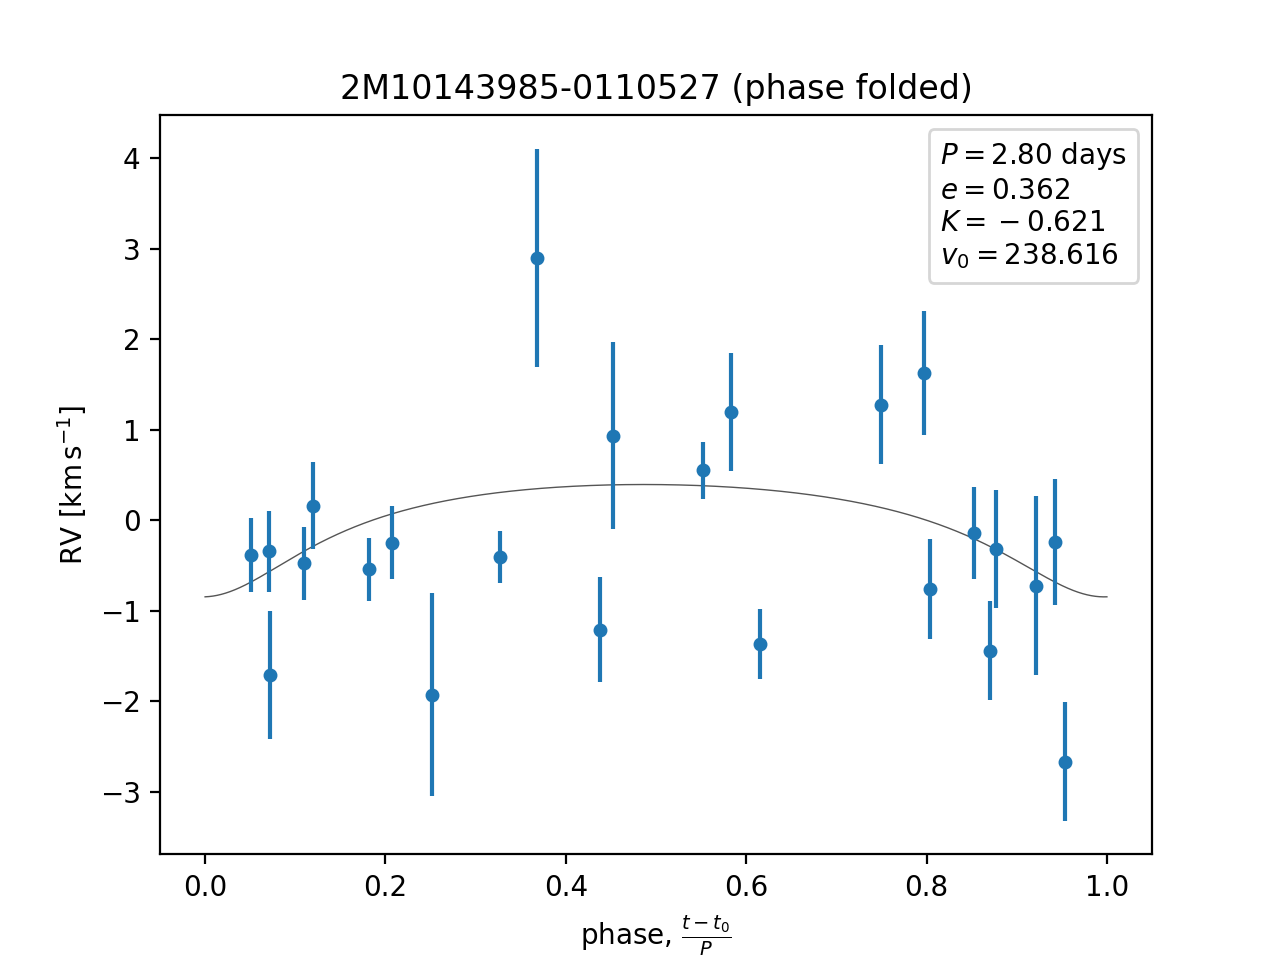 2M10143985-0110527 (phase folded)
P = 2.80 days
e = 0.362
K = −0.621
v₀ = 238.616
RV [km s⁻¹]
4
3
2
1
0
−1
−2
−3
0.0 0.2 0.4 0.6 0.8 1.0
phase, (t − t₀)/P